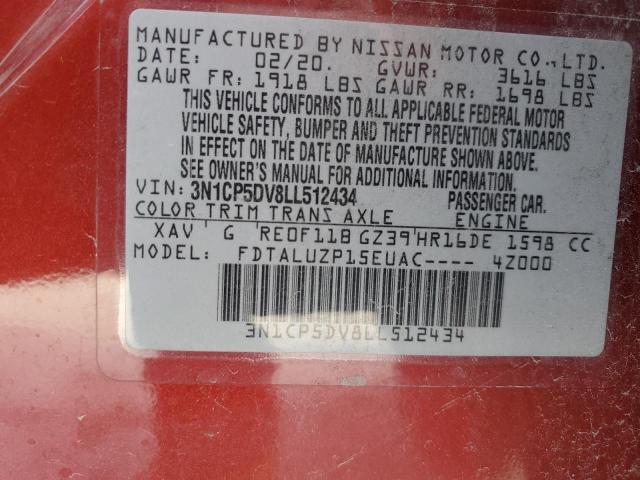 MANUFACTURED BY NISSAN MOTOR CO., LTD.
DATE: 02/20. GVWR: 3616 LBS
GAWR FR: 1918 LBS GAWR RR: 1698 LBS
THIS VEHICLE CONFORMS TO ALL APPLICABLE FEDERAL MOTOR
VEHICLE SAFETY, BUMPER AND THEFT PREVENTION STANDARDS
IN EFFECT ON THE DATE OF MANUFACTURE SHOWN ABOVE.
SEE OWNER'S MANUAL FOR ADDITIONAL INFORMATION.
VIN: 3N1CP5DV8LL512434 PASSENGER CAR.
COLOR TRIM TRANS AXLE ENGINE
XAV G RE0F11B GZ39 HR16DE 1598 CC
MODEL: FDTALUZP15EUAC---- 4Z000
3N1CP5DV8LL512434